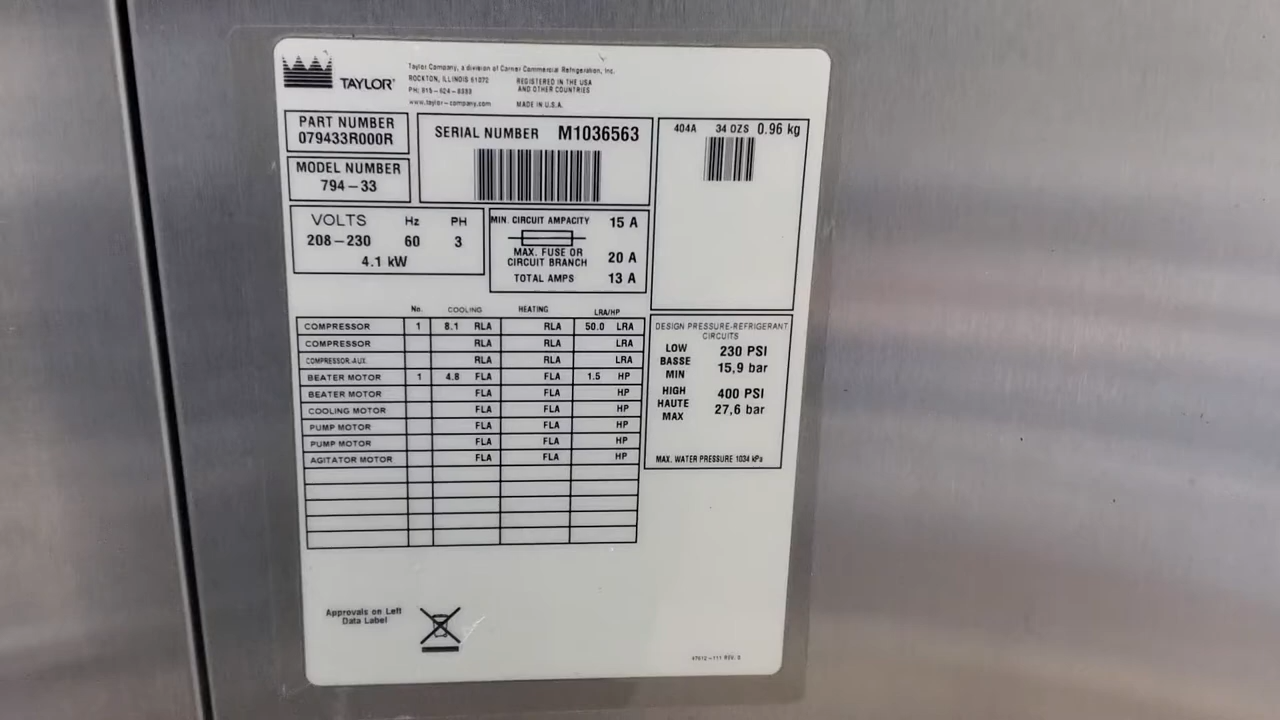 TAYLOR®
Taylor Company, a division of Carrier Commercial Refrigeration, Inc.
ROCKTON, ILLINOIS 61072
PH: 815-624-8333
www.taylor-company.com
REGISTERED IN THE USA
AND OTHER COUNTRIES
MADE IN U.S.A.
PART NUMBER
079433R000R
MODEL NUMBER
794-33
SERIAL NUMBER M1036563
404A 34 OZS 0.96 kg
VOLTS Hz PH
208-230 60 3
4.1 kW
MIN. CIRCUIT AMPACITY 15 A
MAX. FUSE OR
CIRCUIT BRANCH 20 A
TOTAL AMPS 13 A
No. COOLING HEATING LRA/HP
COMPRESSOR 1 8.1 RLA RLA 50.0 LRA
COMPRESSOR RLA RLA LRA
COMPRESSOR-AUX. RLA RLA LRA
BEATER MOTOR 1 4.8 FLA FLA 1.5 HP
BEATER MOTOR FLA FLA HP
COOLING MOTOR FLA FLA HP
PUMP MOTOR FLA FLA HP
PUMP MOTOR FLA FLA HP
AGITATOR MOTOR FLA FLA HP
DESIGN PRESSURE-REFRIGERANT
CIRCUITS
LOW
BASSE
MIN
230 PSI
15,9 bar
HIGH
HAUTE
MAX
400 PSI
27,6 bar
MAX. WATER PRESSURE 1034 kPa
Approvals on Left
Data Label